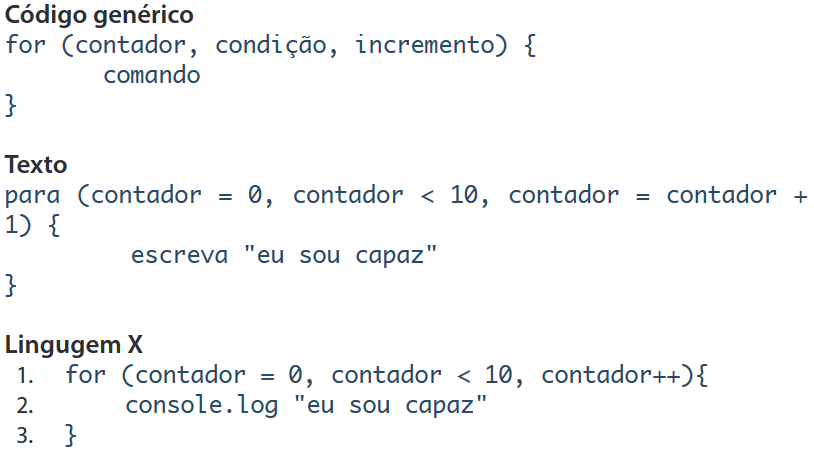 Código genérico
for (contador, condição, incremento) {
comando
}
Texto
para (contador = 0, contador < 10, contador = contador +
1) {
escreva "eu sou capaz"
}
Lingugem X
1. for (contador = 0, contador < 10, contador++){
2. console.log "eu sou capaz"
3. }